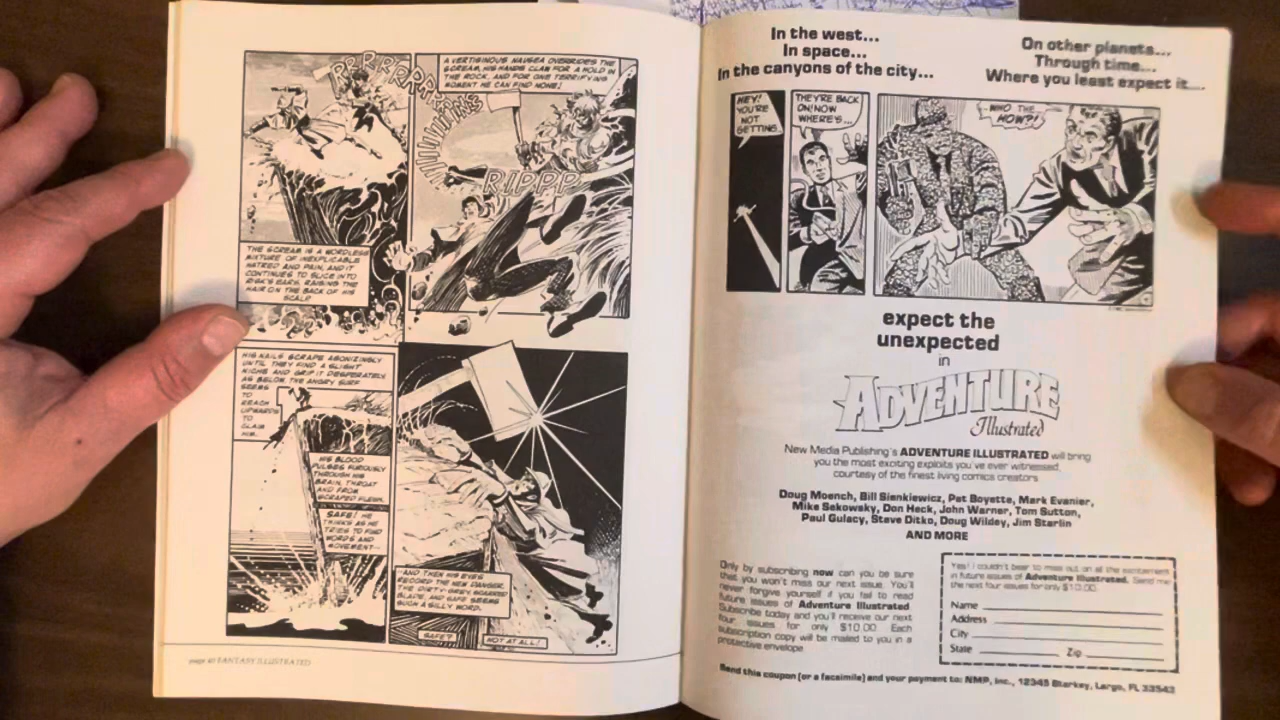 RRRRRRRRR
A VERTIGINOUS NAUSEA OVERRIDES THE
SCREAM, HIS HANDS CLAW FOR A HOLD IN
THE ROCK, AND FOR ONE TERRIFYING
MOMENT HE CAN FIND NONE!
RIPPP
THE SCREAM IS A WORDLESS
MIXTURE OF INEXPLICABLE
HATRED AND PAIN, AND IT
CONTINUES TO SLICE INTO
EARS, RAISING THE
HAIR ON THE BACK OF HIS
SCALP
HIS NAILS SCRAPE AGONIZINGLY
UNTIL THEY FIND A SLIGHT
NICHE AND GRIP IT DESPERATELY
AS BELOW, THE ANGRY SURF
SEEMS
TO
REACH
UPWARDS
TO
CLAIM
HIM.
HIS BLOOD
PULSES FURIOUSLY
THROUGH HIS
BRAIN, THROAT
AND FROM
SCRAPED FLESH.
SAFE! HE
THINKS AS HE
TRIES TO FIND
WORDS AND
MOVEMENT--
--AND THEN HIS EYES
RECORD THE NEW DANGER,
THE DIRTY GREY, SCARRED
BLADE, AND SAFE SEEMS
SUCH A SILLY WORD.
SAFE?
NOT AT ALL!
page 40 FANTASY ILLUSTRATED
In the west...
In space...
In the canyons of the city...
On other planets...
Through time...
Where you least expect it....
HEY!
YOU'RE
NOT
GETTING..
THEY'RE BACK
ON! NOW
WHERE'S...
WHO THE--
HOW?!
expect the
unexpected
in
ADVENTURE
Illustrated
New Media Publishing's ADVENTURE ILLUSTRATED will bring
you the most exciting exploits you've ever witnessed,
courtesy of the finest living comics creators
Doug Moench, Bill Sienkiewicz, Pat Boyette, Mark Evanier,
Mike Sekowsky, Don Heck, John Warner, Tom Sutton,
Paul Gulacy, Steve Ditko, Doug Wildey, Jim Starlin
AND MORE
Only by subscribing now can you be sure
that you won't miss our next issue. You'll
never forgive yourself if you fail to read
future issues of Adventure Illustrated.
Subscribe today and you'll receive our next
four issues for only $10.00. Each
subscription copy will be mailed to you in a
protective envelope
Yes! I couldn't bear to miss out on all the excitement
in future issues of Adventure Illustrated. Send me
the next four issues for only $10.00.
Name
Address
City
State Zip
Send this coupon (or a facsimile) and your payment to: NMP, Inc., 12345 Starkey, Largo, FL 33543